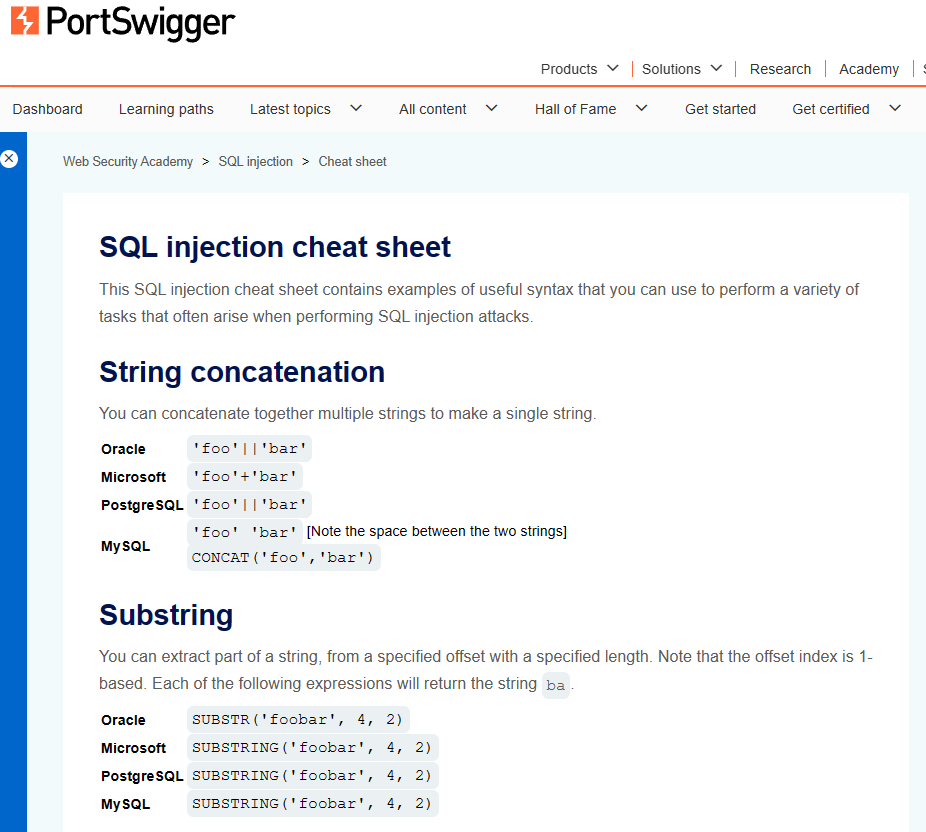 PortSwigger
Products
Solutions
Research
Academy
Dashboard
Learning paths
Latest topics
All content
Hall of Fame
Get started
Get certified
Web Security Academy > SQL injection > Cheat sheet
SQL injection cheat sheet
This SQL injection cheat sheet contains examples of useful syntax that you can use to perform a variety of
tasks that often arise when performing SQL injection attacks.
String concatenation
You can concatenate together multiple strings to make a single string.
Oracle 'foo'||'bar'
Microsoft 'foo'+'bar'
PostgreSQL 'foo'||'bar'
MySQL 'foo' 'bar' [Note the space between the two strings]
CONCAT('foo','bar')
Substring
You can extract part of a string, from a specified offset with a specified length. Note that the offset index is 1-
based. Each of the following expressions will return the string ba.
Oracle SUBSTR('foobar', 4, 2)
Microsoft SUBSTRING('foobar', 4, 2)
PostgreSQL SUBSTRING('foobar', 4, 2)
MySQL SUBSTRING('foobar', 4, 2)